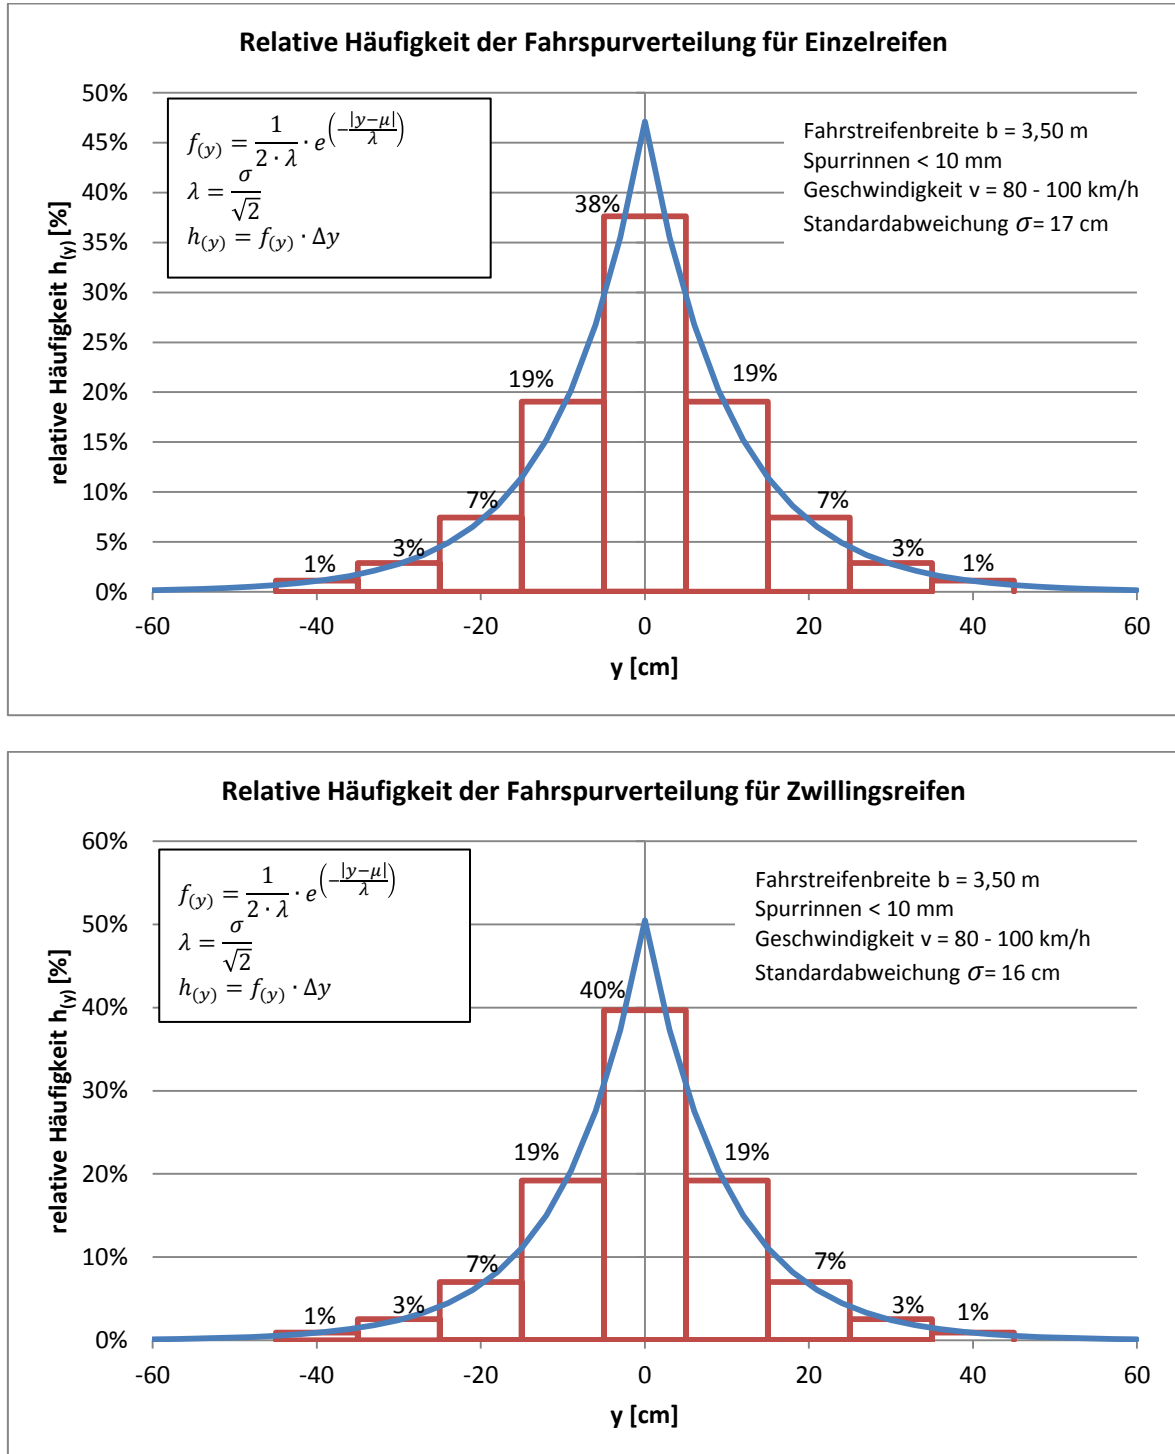 Relative Häufigkeit der Fahrspurverteilung für Einzelreifen
relative Häufigkeit h(y) [%]
50%
45%
40%
35%
30%
25%
20%
15%
10%
5%
0%
f(y) = 1/(2 · λ) · e^(−|y−μ|/λ)
λ = σ/√2
h(y) = f(y) · Δy
Fahrstreifenbreite b = 3,50 m
Spurrinnen < 10 mm
Geschwindigkeit v = 80 - 100 km/h
Standardabweichung σ = 17 cm
1%
3%
7%
19%
38%
19%
7%
3%
1%
-60 -40 -20 0 20 40 60
y [cm]
Relative Häufigkeit der Fahrspurverteilung für Zwillingsreifen
relative Häufigkeit h(y) [%]
60%
50%
40%
30%
20%
10%
0%
f(y) = 1/(2 · λ) · e^(−|y−μ|/λ)
λ = σ/√2
h(y) = f(y) · Δy
Fahrstreifenbreite b = 3,50 m
Spurrinnen < 10 mm
Geschwindigkeit v = 80 - 100 km/h
Standardabweichung σ = 16 cm
1%
3%
7%
19%
40%
19%
7%
3%
1%
-60 -40 -20 0 20 40 60
y [cm]